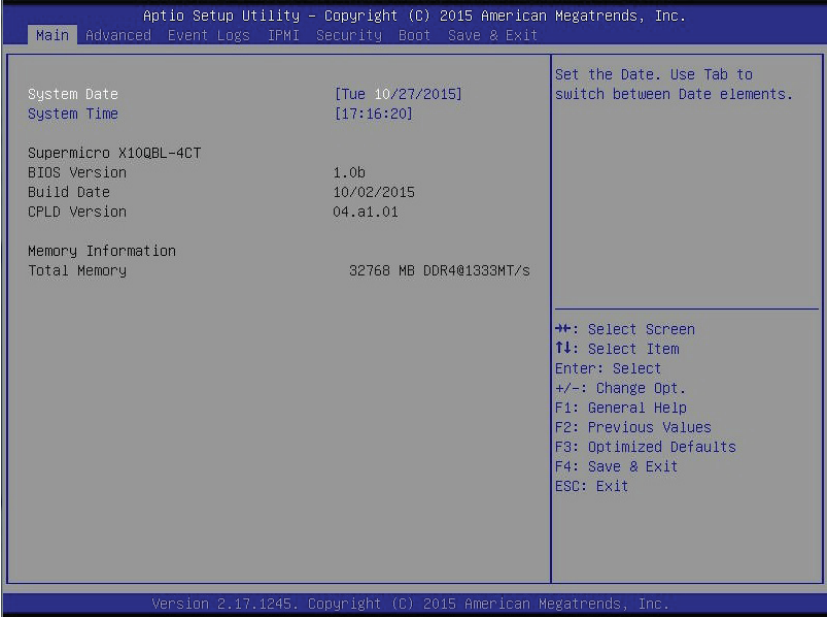 Aptio Setup Utility – Copyright (C) 2015 American Megatrends, Inc.
Main Advanced Event Logs IPMI Security Boot Save & Exit
System Date [Tue 10/27/2015]
System Time [17:16:20]
Supermicro X10QBL-4CT
BIOS Version 1.0b
Build Date 10/02/2015
CPLD Version 04.a1.01
Memory Information
Total Memory 32768 MB DDR4@1333MT/s
Set the Date. Use Tab to
switch between Date elements.
→←: Select Screen
↑↓: Select Item
Enter: Select
+/-: Change Opt.
F1: General Help
F2: Previous Values
F3: Optimized Defaults
F4: Save & Exit
ESC: Exit
Version 2.17.1245. Copyright (C) 2015 American Megatrends, Inc.